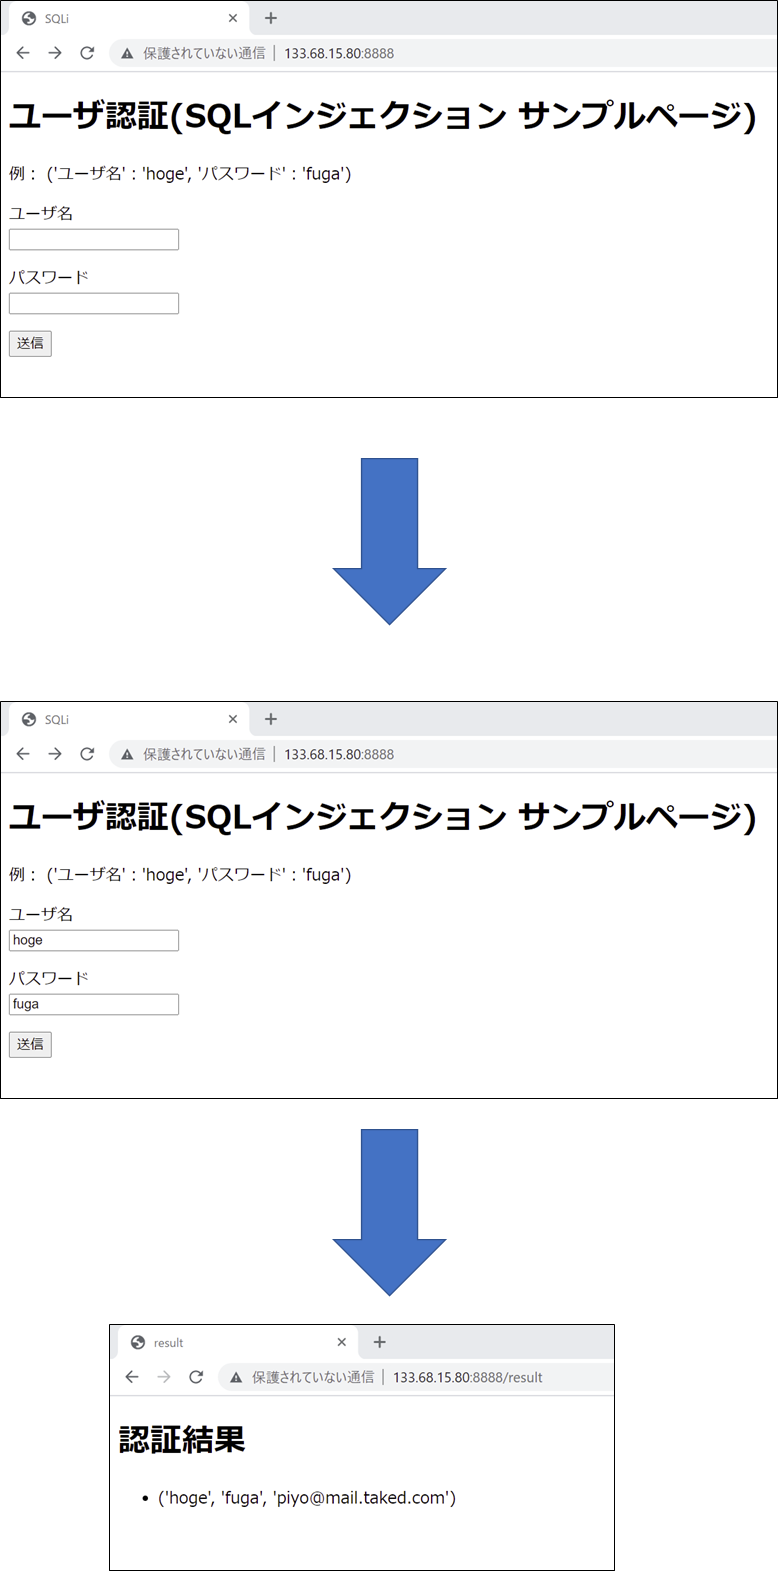 SQLi
保護されていない通信 | 133.68.15.80:8888
ユーザ認証(SQLインジェクション サンプルページ)
例： ('ユーザ名' : 'hoge', 'パスワード' : 'fuga')
ユーザ名
パスワード
送信
SQLi
保護されていない通信 | 133.68.15.80:8888
ユーザ認証(SQLインジェクション サンプルページ)
例： ('ユーザ名' : 'hoge', 'パスワード' : 'fuga')
ユーザ名
hoge
パスワード
fuga
送信
result
保護されていない通信 | 133.68.15.80:8888/result
認証結果
• ('hoge', 'fuga', 'piyo@mail.taked.com')